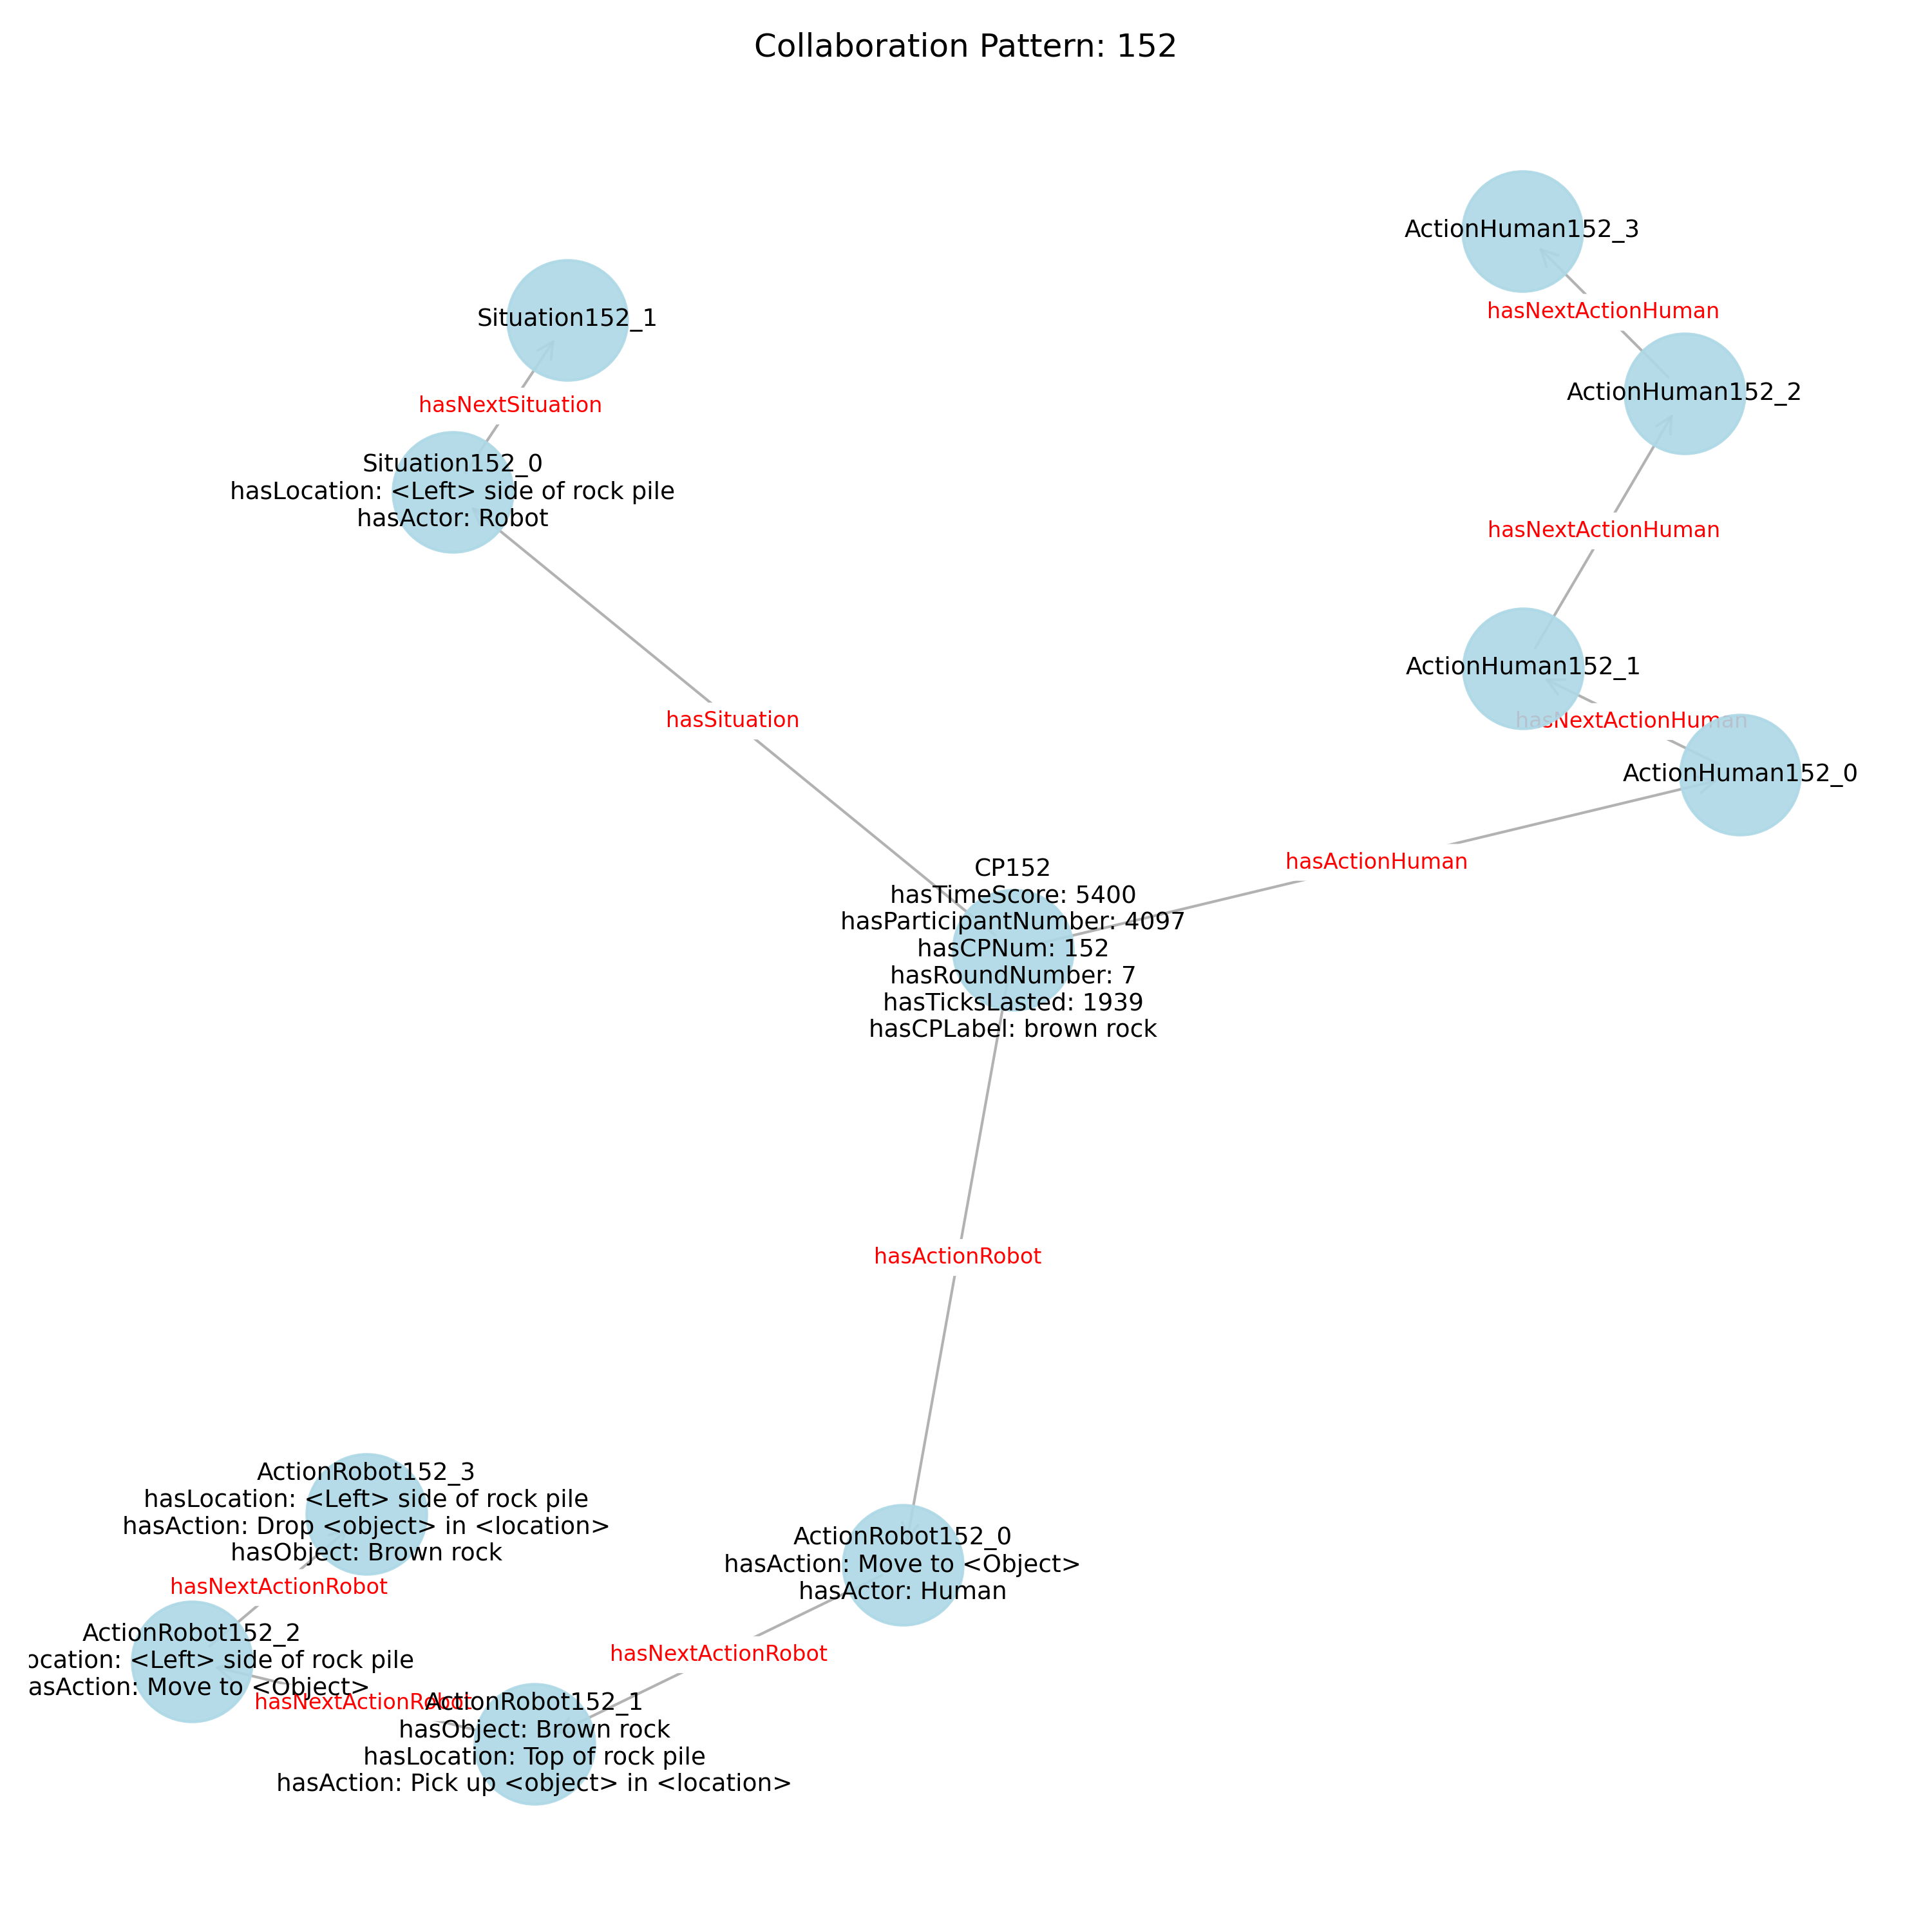 Collaboration Pattern: 152
ActionHuman152_3
hasNextActionHuman
Situation152_1
ActionHuman152_2
hasNextSituation
Situation152_0
hasLocation: <Left> side of rock pile
hasActor: Robot
hasNextActionHuman
ActionHuman152_1
hasSituation
hasNextActionHuman
ActionHuman152_0
hasActionHuman
CP152
hasTimeScore: 5400
hasParticipantNumber: 4097
hasCPNum: 152
hasRoundNumber: 7
hasTicksLasted: 1939
hasCPLabel: brown rock
hasActionRobot
ActionRobot152_3
hasLocation: <Left> side of rock pile
hasAction: Drop <object> in <location>
hasObject: Brown rock
ActionRobot152_0
hasAction: Move to <Object>
hasActor: Human
hasNextActionRobot
ActionRobot152_2
ocation: <Left> side of rock pile
asAction: Move to <Object>
hasNextActionRobot
hasNextActionRobot
ActionRobot152_1
hasObject: Brown rock
hasLocation: Top of rock pile
hasAction: Pick up <object> in <location>